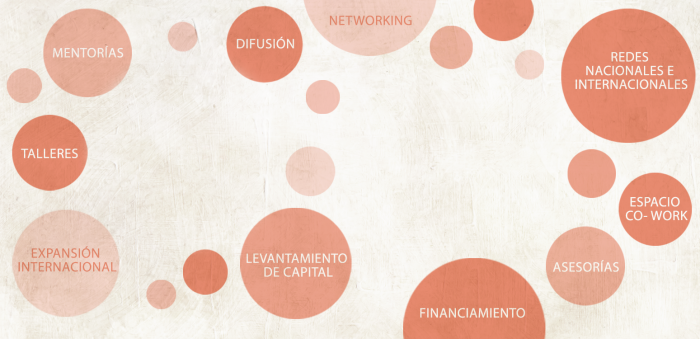 NETWORKING
MENTORÍAS
DIFUSIÓN
REDES
NACIONALES E
INTERNACIONALES
TALLERES
ESPACIO
CO- WORK
EXPANSIÓN
INTERNACIONAL
LEVANTAMIENTO
DE CAPITAL
ASESORÍAS
FINANCIAMIENTO